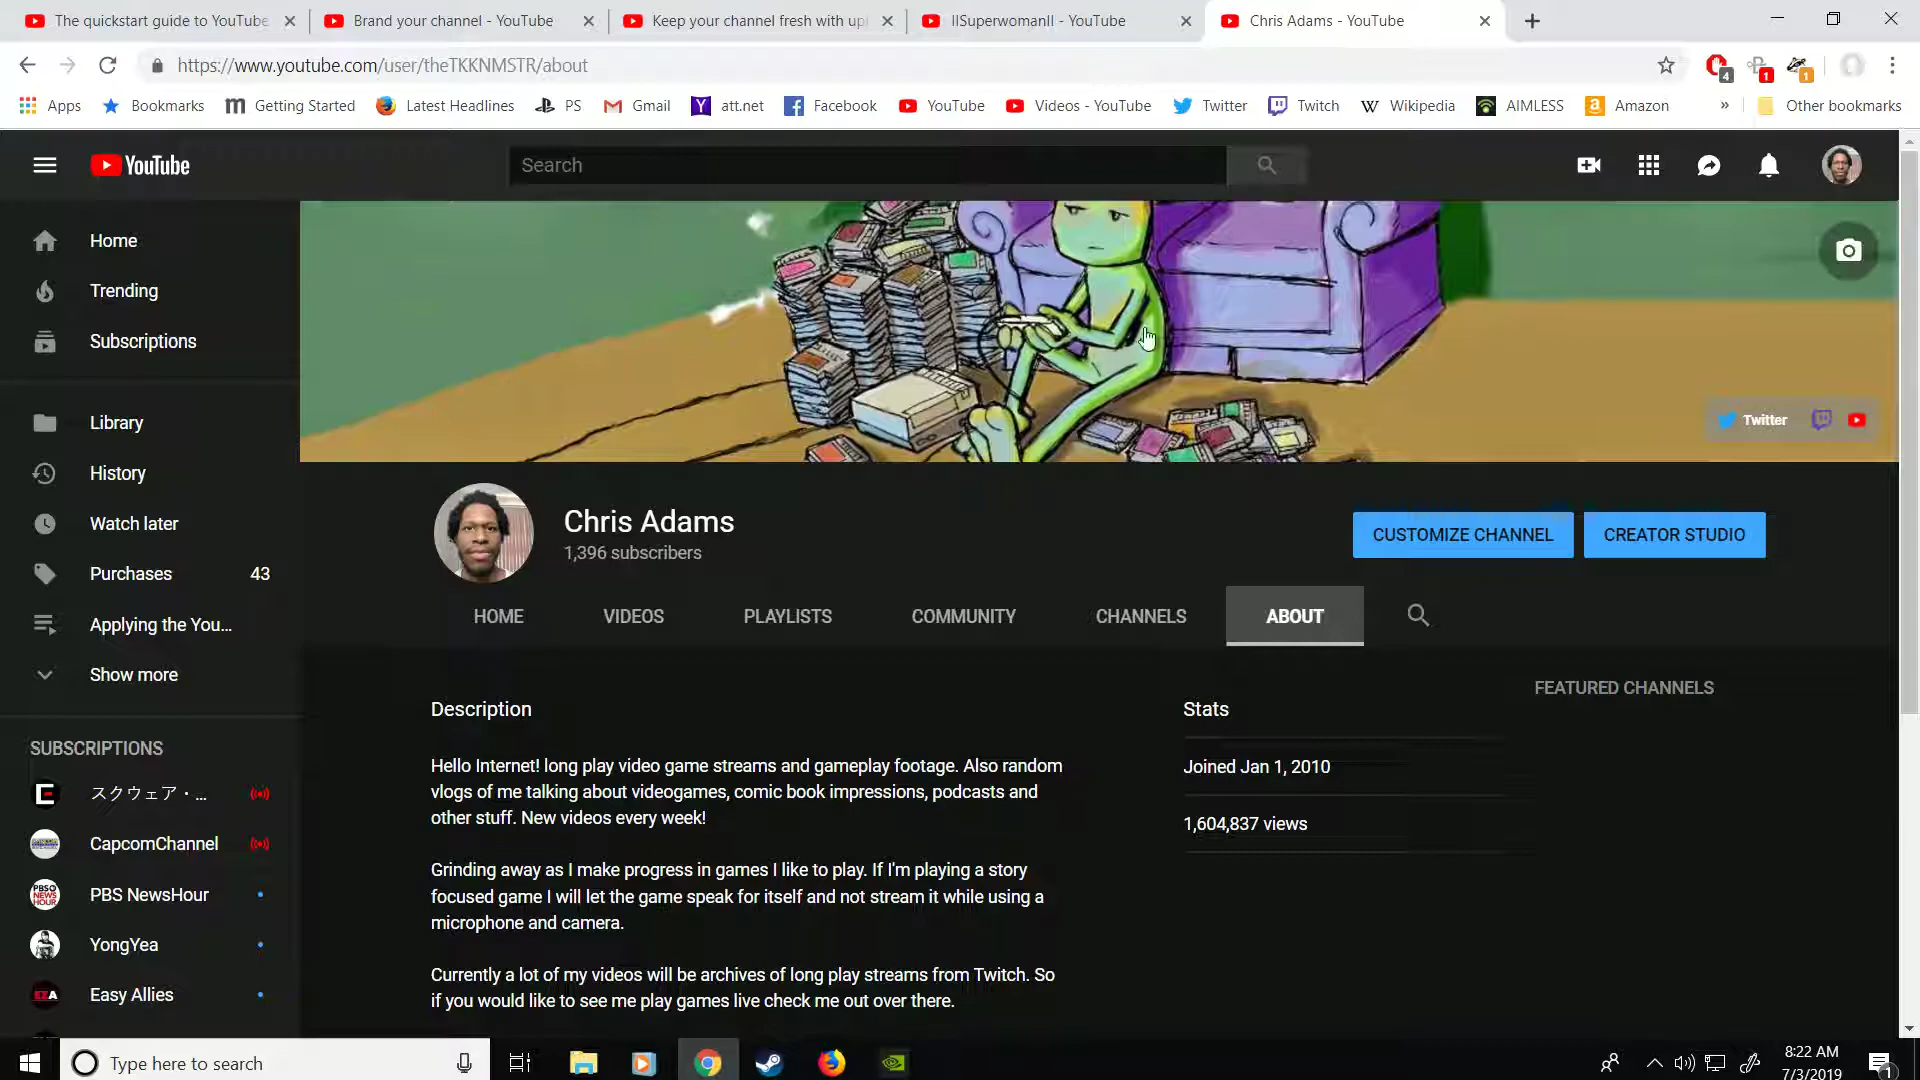 The quickstart guide to YouTube
Brand your channel - YouTube
Keep your channel fresh with up
IISuperwomanII - YouTube
Chris Adams - YouTube
https://www.youtube.com/user/theTKKNMSTR/about
4
1
1
Apps
Bookmarks
Getting Started
Latest Headlines
PS
Gmail
att.net
Facebook
YouTube
Videos - YouTube
Twitter
Twitch
Wikipedia
AIMLESS
Amazon
»
Other bookmarks
YouTube
Search
Home
Trending
Subscriptions
Library
History
Watch later
Purchases 43
Applying the You...
Show more
SUBSCRIPTIONS
スクウェア・...
CapcomChannel
PBS NewsHour
YongYea
Easy Allies
Twitter
Chris Adams
1,396 subscribers
CUSTOMIZE CHANNEL
CREATOR STUDIO
HOME
VIDEOS
PLAYLISTS
COMMUNITY
CHANNELS
ABOUT
Description
Hello Internet! long play video game streams and gameplay footage. Also random
vlogs of me talking about videogames, comic book impressions, podcasts and
other stuff. New videos every week!
Grinding away as I make progress in games I like to play. If I'm playing a story
focused game I will let the game speak for itself and not stream it while using a
microphone and camera.
Currently a lot of my videos will be archives of long play streams from Twitch. So
if you would like to see me play games live check me out over there.
Stats
Joined Jan 1, 2010
1,604,837 views
FEATURED CHANNELS
Type here to search
8:22 AM
7/3/2019
1